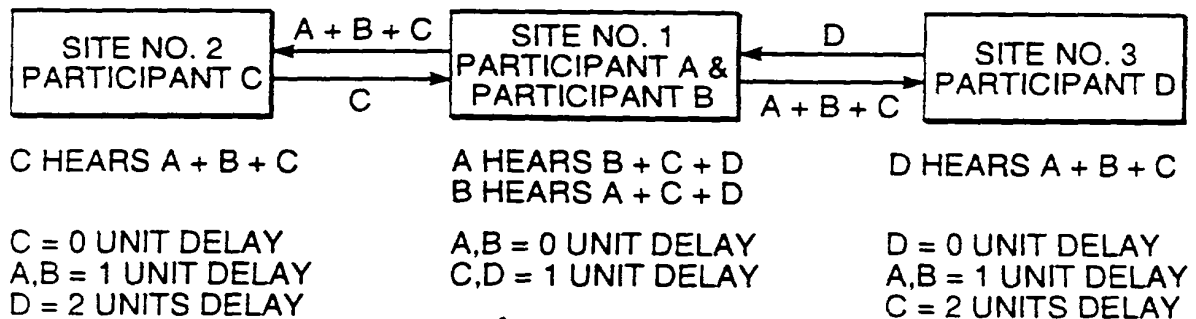 SITE NO. 2
PARTICIPANT C
A + B + C
C
SITE NO. 1
PARTICIPANT A &
PARTICIPANT B
D
A + B + C
SITE NO. 3
PARTICIPANT D
C HEARS A + B + C
A HEARS B + C + D
B HEARS A + C + D
D HEARS A + B + C
C = 0 UNIT DELAY
A,B = 1 UNIT DELAY
D = 2 UNITS DELAY
A,B = 0 UNIT DELAY
C,D = 1 UNIT DELAY
D = 0 UNIT DELAY
A,B = 1 UNIT DELAY
C = 2 UNITS DELAY